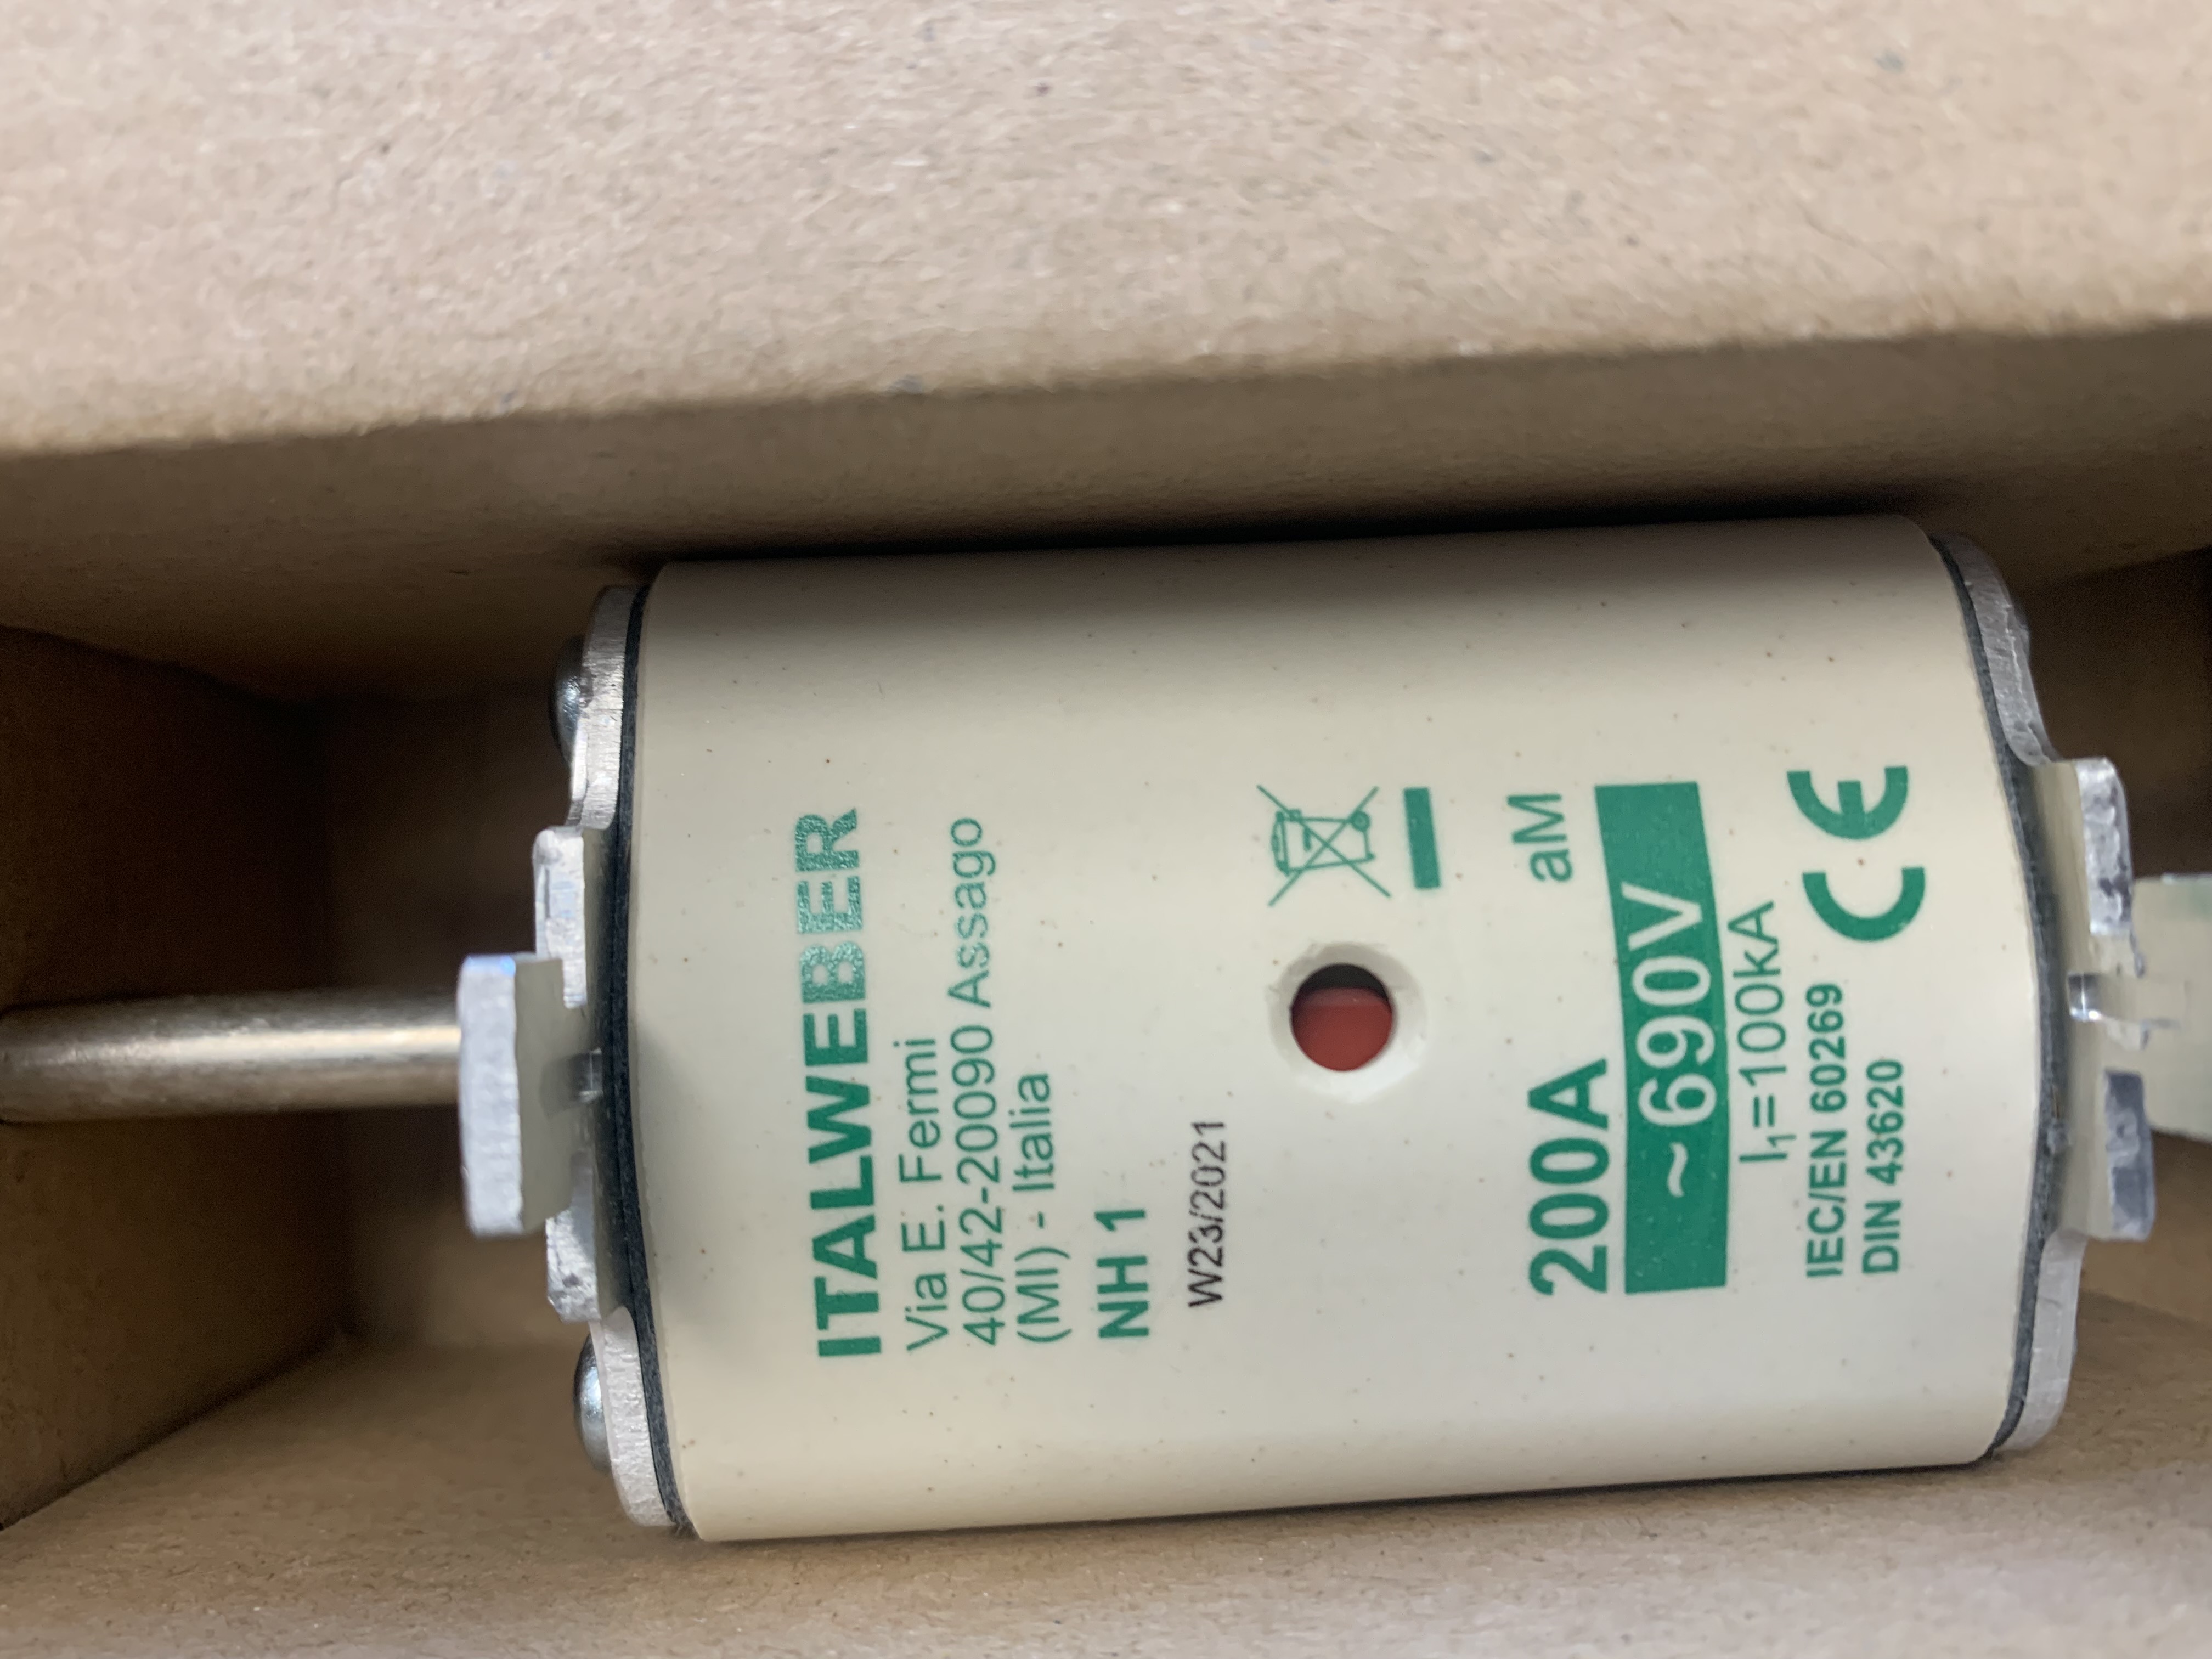 ITALWEBER
Via E. Fermi
40/42-20090 Assago
(MI) - Italia
NH 1
W23/2021
200A aM
~690V
I₁=100kA
IEC/EN 60269
DIN 43620
CE